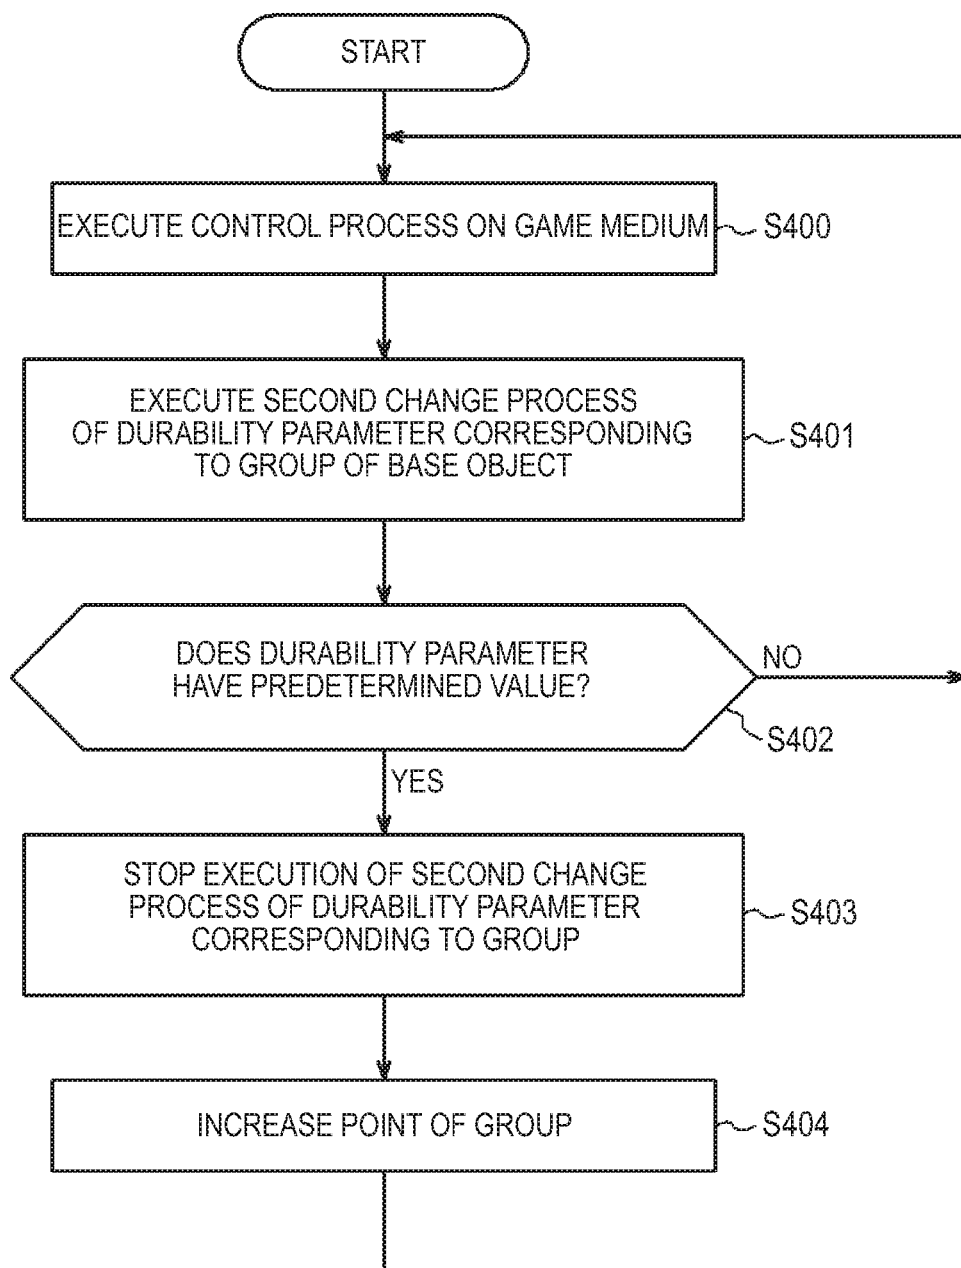 START
EXECUTE CONTROL PROCESS ON GAME MEDIUM
S400
EXECUTE SECOND CHANGE PROCESS
OF DURABILITY PARAMETER CORRESPONDING
TO GROUP OF BASE OBJECT
S401
DOES DURABILITY PARAMETER
HAVE PREDETERMINED VALUE?
NO
S402
YES
STOP EXECUTION OF SECOND CHANGE
PROCESS OF DURABILITY PARAMETER
CORRESPONDING TO GROUP
S403
INCREASE POINT OF GROUP
S404